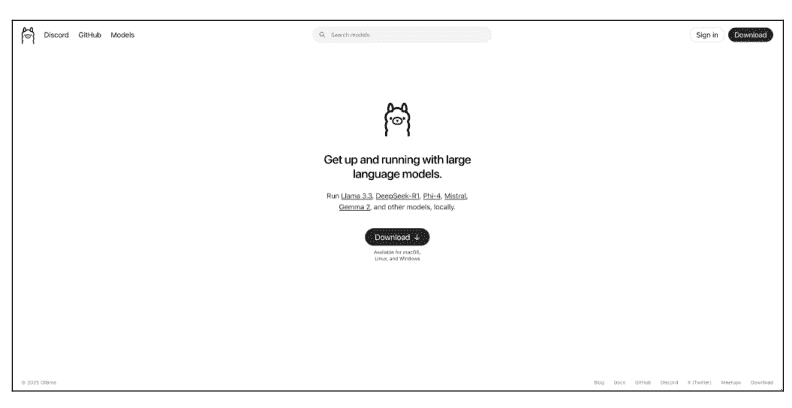 Discord GitHub Models
Search models
Sign in
Download
Get up and running with large
language models.
Run Llama 3.3, DeepSeek-R1, Phi-4, Mistral,
Gemma 2, and other models, locally.
Download ↓
Available for macOS,
Linux, and Windows
© 2025 Ollama
Blog Docs GitHub Discord X (Twitter) Meetups Download